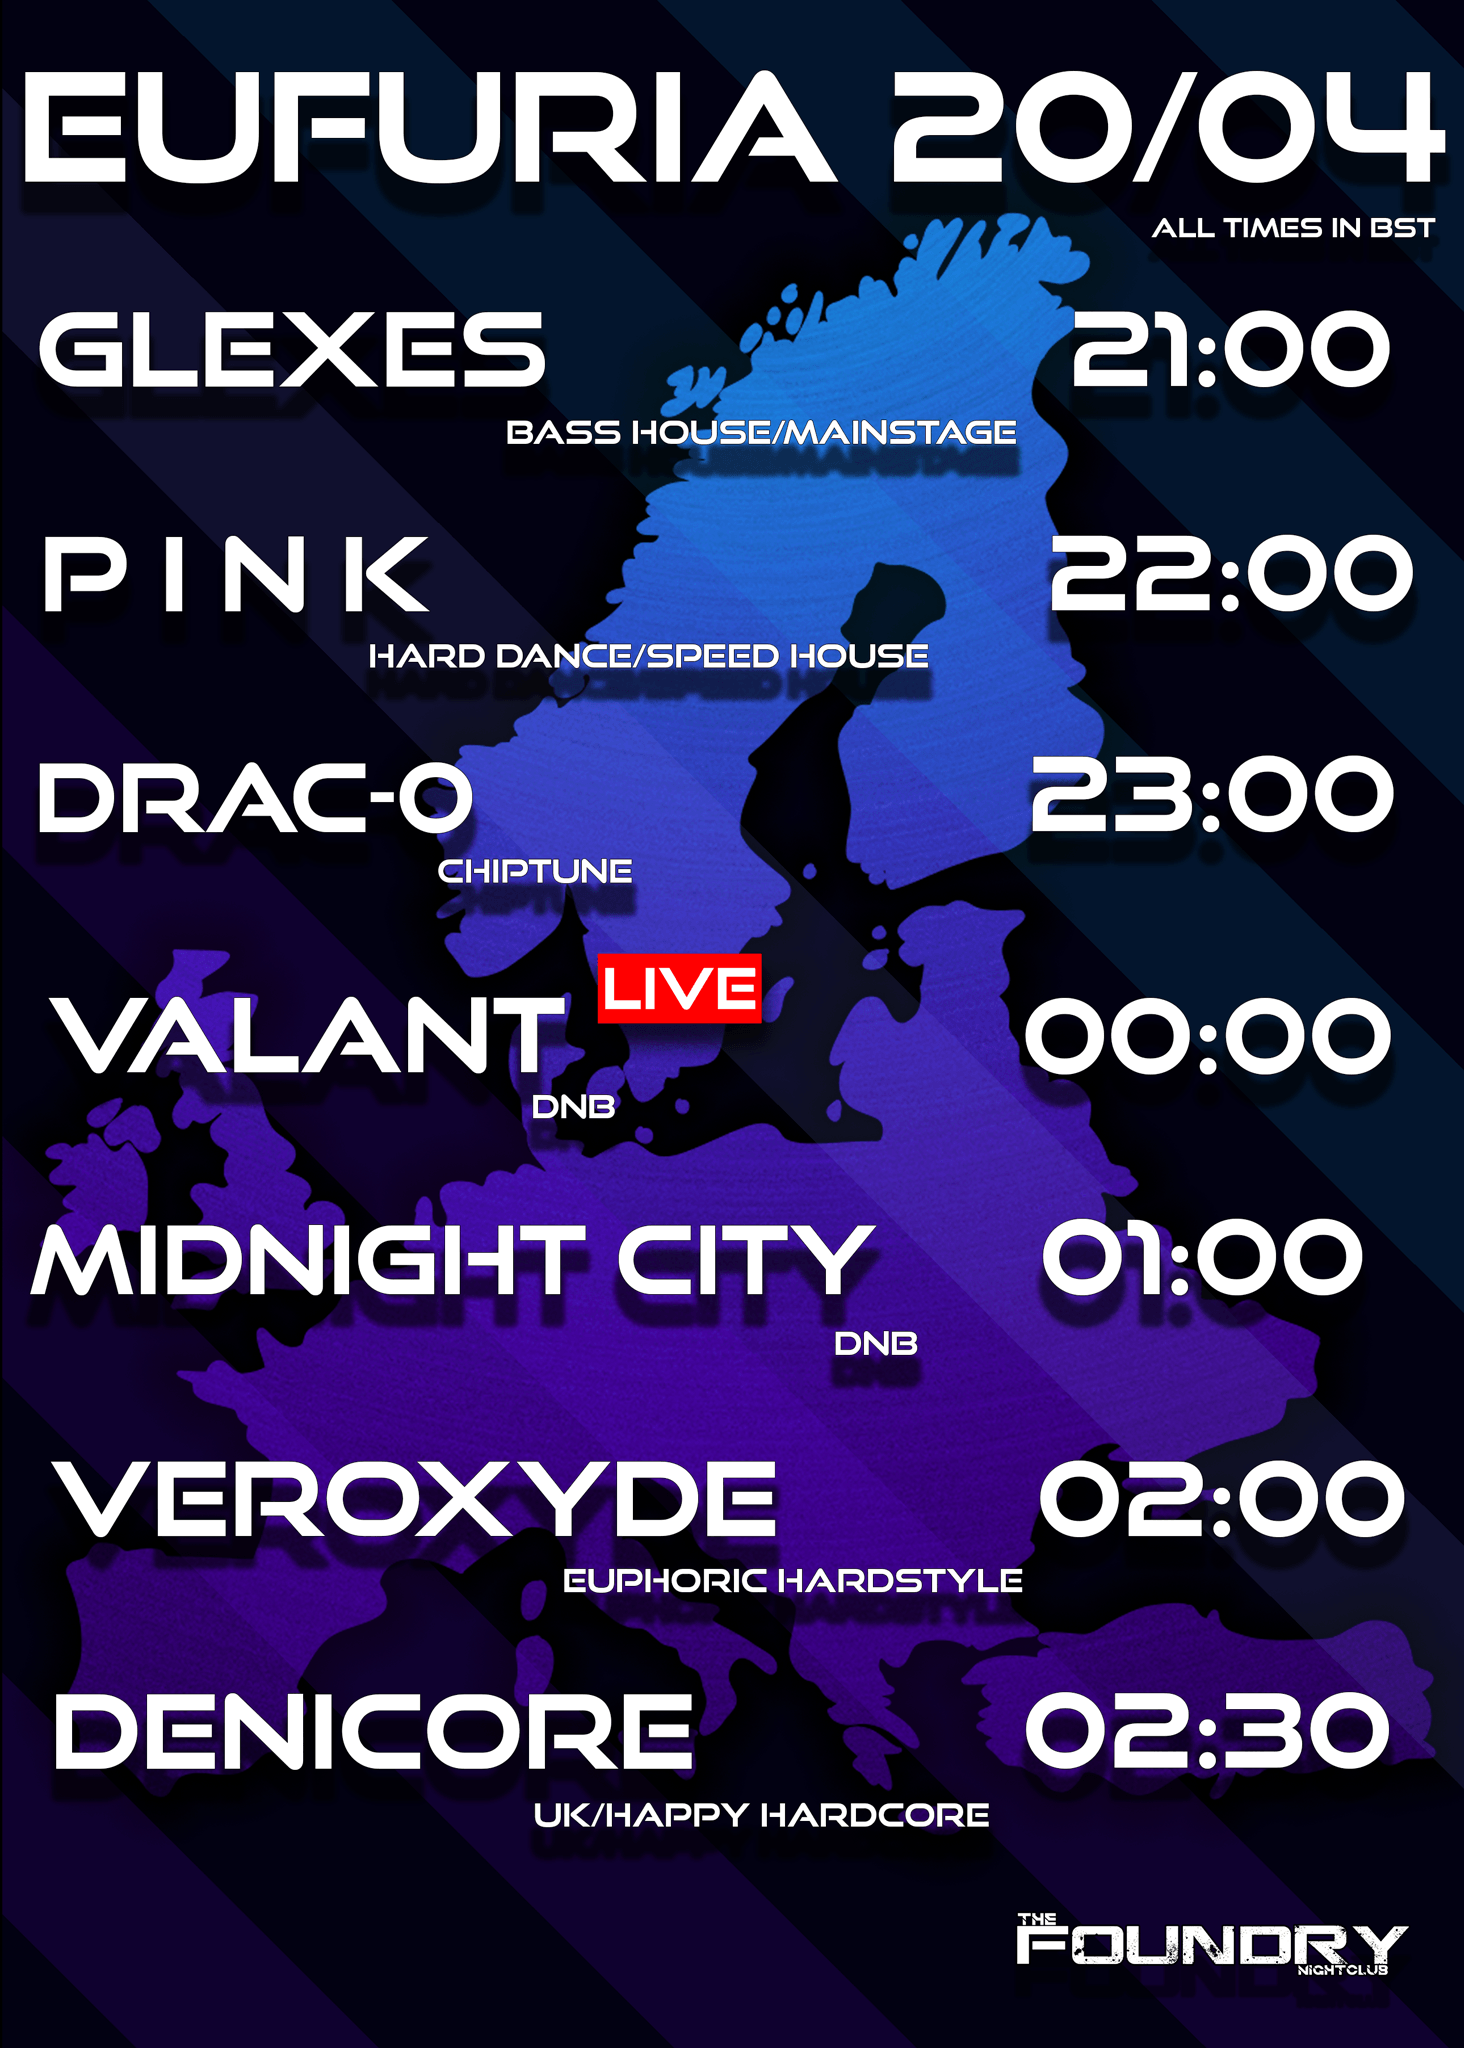 EUFURIA 20/04
ALL TIMES IN BST
GLEXES 21:00
BASS HOUSE/MAINSTAGE
P I N K 22:00
HARD DANCE/SPEED HOUSE
DRAC-O 23:00
CHIPTUNE
VALANT LIVE 00:00
DNB
MIDNIGHT CITY 01:00
DNB
VEROXYDE 02:00
EUPHORIC HARDSTYLE
DENICORE 02:30
UK/HAPPY HARDCORE
THE
FOUNDRY
NIGHTCLUB